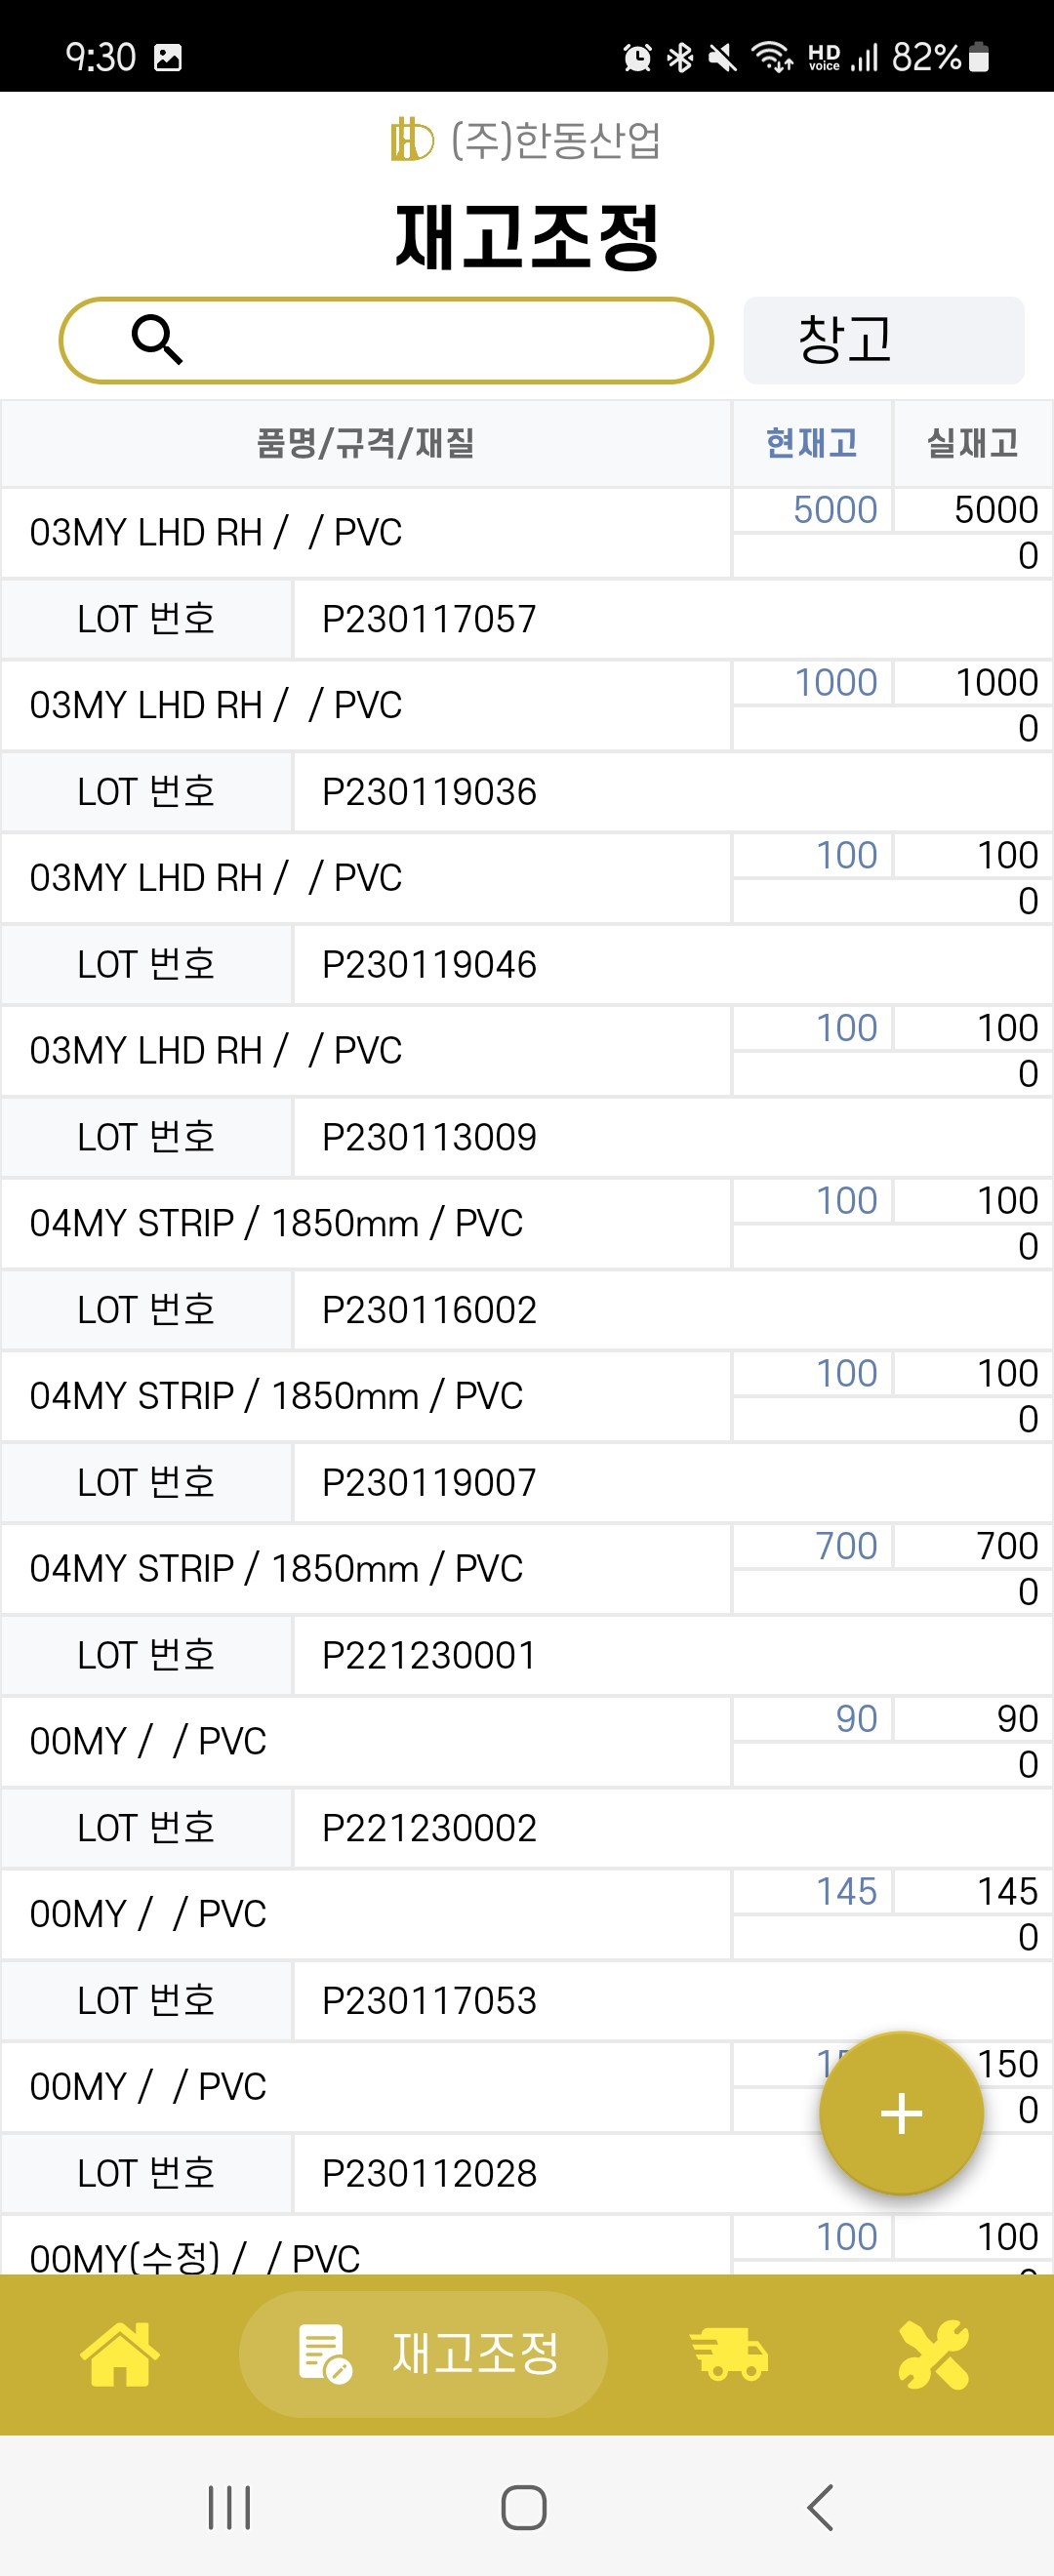 9:30 HD voice 82%
(주)한동산업
재고조정
창고
품명/규격/재질 현재고 실재고
03MY LHD RH / / PVC 5000 5000
0
LOT 번호 P230117057
03MY LHD RH / / PVC 1000 1000
0
LOT 번호 P230119036
03MY LHD RH / / PVC 100 100
0
LOT 번호 P230119046
03MY LHD RH / / PVC 100 100
0
LOT 번호 P230113009
04MY STRIP / 1850mm / PVC 100 100
0
LOT 번호 P230116002
04MY STRIP / 1850mm / PVC 100 100
0
LOT 번호 P230119007
04MY STRIP / 1850mm / PVC 700 700
0
LOT 번호 P221230001
00MY / / PVC 90 90
0
LOT 번호 P221230002
00MY / / PVC 145 145
0
LOT 번호 P230117053
00MY / / PVC 150
0
LOT 번호 P230112028
00MY(수정) / / PVC 100 100
재고조정